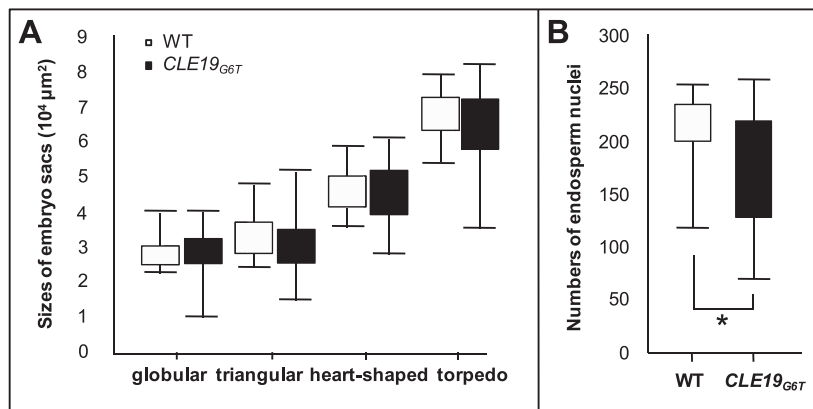 A
Sizes of embryo sacs (10⁴ µm²)
9
8
7
6
5
4
3
2
1
0
WT
CLE19G6T
globular triangular heart-shaped torpedo
B
Numbers of endosperm nuclei
300
250
200
150
100
50
0
*
WT CLE19G6T